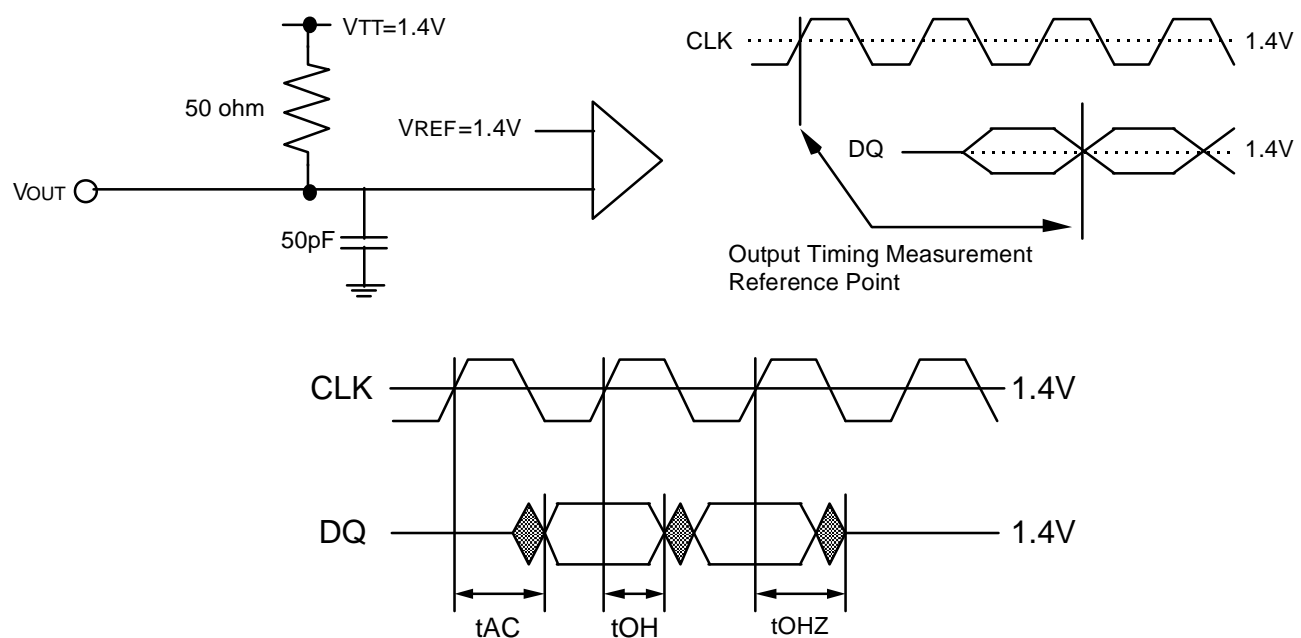 VTT=1.4V
50 ohm
VREF=1.4V
VOUT
50pF
CLK
1.4V
DQ
1.4V
Output Timing Measurement
Reference Point
CLK
1.4V
DQ
1.4V
tAC
tOH
tOHZ